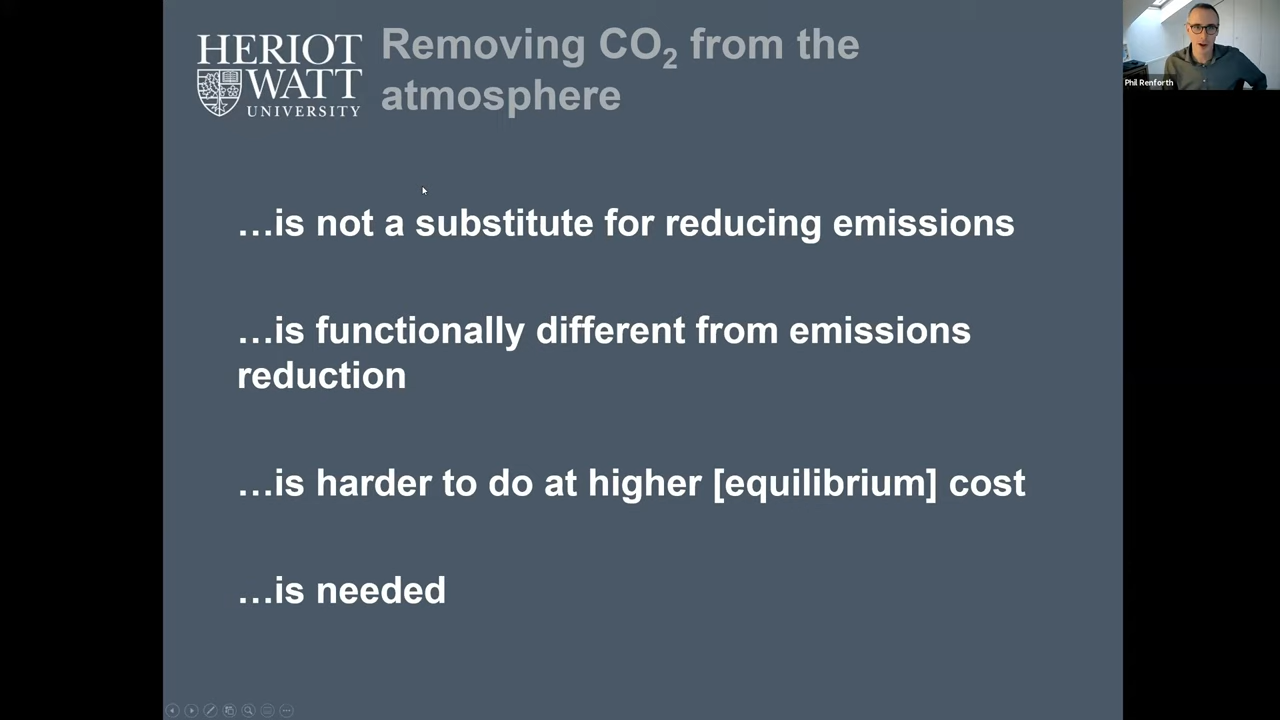 HERIOT
WATT
UNIVERSITY
Removing CO₂ from the
atmosphere
Phil Renforth
…is not a substitute for reducing emissions
…is functionally different from emissions
reduction
…is harder to do at higher [equilibrium] cost
…is needed